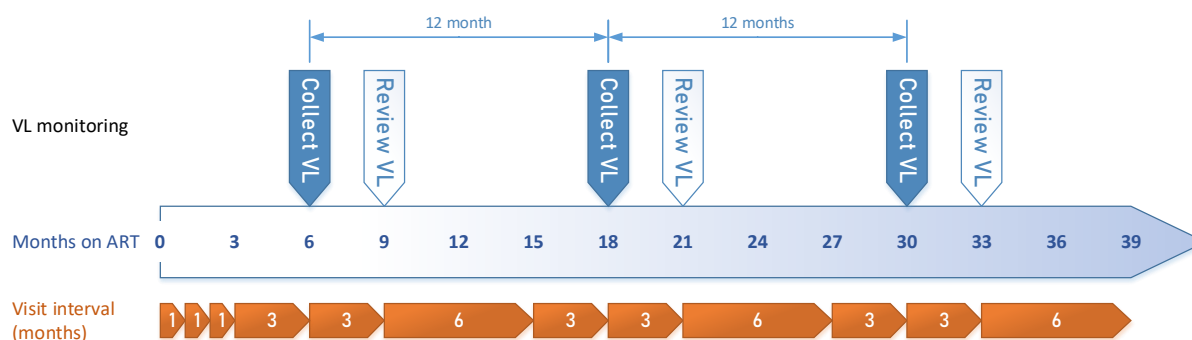 12 month
12 months
Collect VL
Review VL
Collect VL
Review VL
Collect VL
Review VL
VL monitoring
Months on ART 0 3 6 9 12 15 18 21 24 27 30 33 36 39
Visit interval
(months)
1 1 1 3 3 6 3 3 6 3 3 6